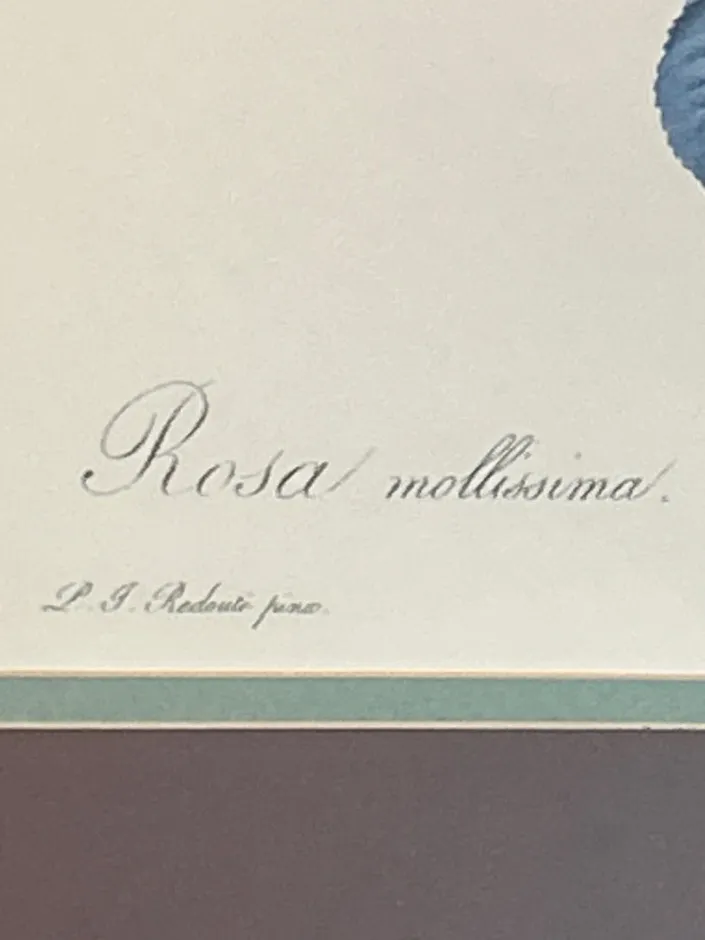 Rosa mollissima.
P. J. Redouté pinx.